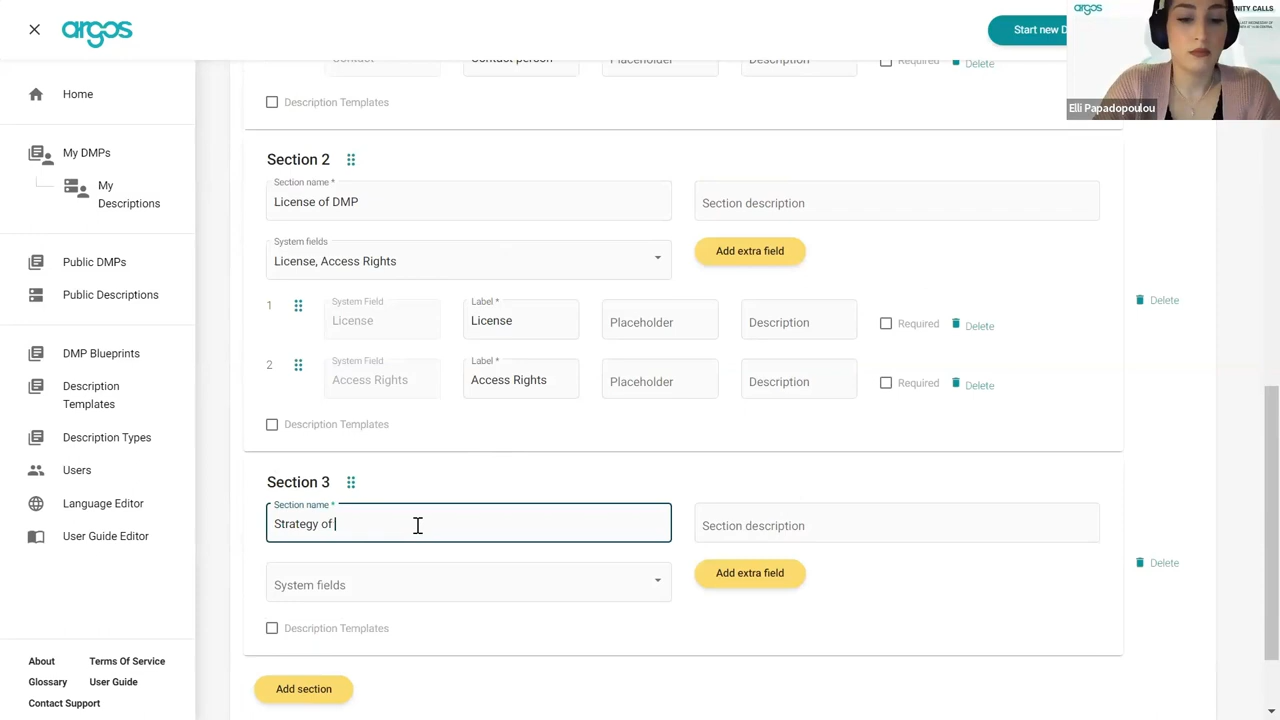 argos
Start new D
argos
UNITY CALLS
Elli Papadopoulou
Home
My DMPs
My
Descriptions
Public DMPs
Public Descriptions
DMP Blueprints
Description
Templates
Description Types
Users
Language Editor
User Guide Editor
About
Terms Of Service
Glossary
User Guide
Contact Support
Contact
Contact person
Placeholder
Description
Required
Delete
Description Templates
Section 2
Section name *
License of DMP
Section description
System fields
License, Access Rights
Add extra field
Delete
1
System Field
License
Label *
License
Placeholder
Description
Required
Delete
2
System Field
Access Rights
Label *
Access Rights
Placeholder
Description
Required
Delete
Description Templates
Section 3
Section name *
Strategy of
Section description
System fields
Add extra field
Delete
Description Templates
Add section